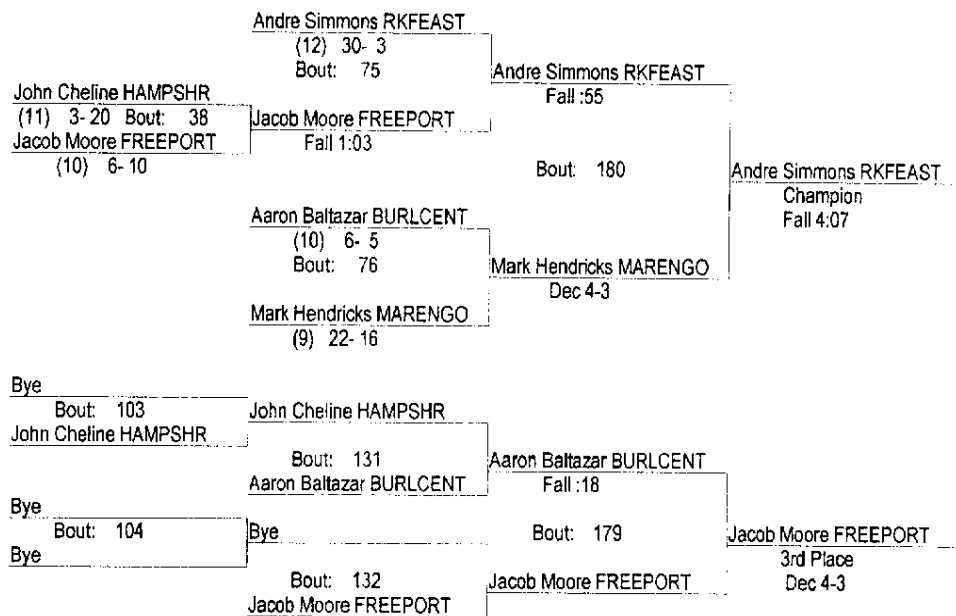 Andre Simmons RKFEAST
(12) 30- 3
Bout: 75
Andre Simmons RKFEAST
Fall :55
John Cheline HAMPSHR
(11) 3- 20 Bout: 38
Jacob Moore FREEPORT
(10) 6- 10
Jacob Moore FREEPORT
Fall 1:03
Bout: 180
Andre Simmons RKFEAST
Champion
Fall 4:07
Aaron Baltazar BURLCENT
(10) 6- 5
Bout: 76
Mark Hendricks MARENGO
Dec 4-3
Mark Hendricks MARENGO
(9) 22- 16
Bye
Bout: 103
John Cheline HAMPSHR
John Cheline HAMPSHR
Bout: 131
Aaron Baltazar BURLCENT
Aaron Baltazar BURLCENT
Fall :18
Bye
Bout: 104
Bye
Bye
Bout: 179
Jacob Moore FREEPORT
3rd Place
Dec 4-3
Bout: 132
Jacob Moore FREEPORT
Jacob Moore FREEPORT